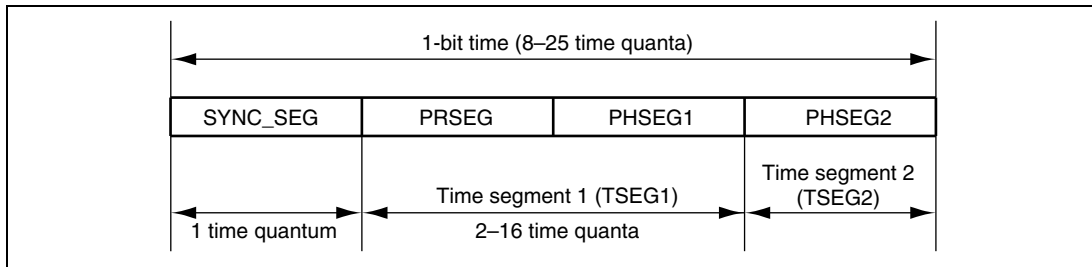 1-bit time (8–25 time quanta)
SYNC_SEG PRSEG PHSEG1 PHSEG2
Time segment 1 (TSEG1)
Time segment 2
(TSEG2)
1 time quantum
2–16 time quanta